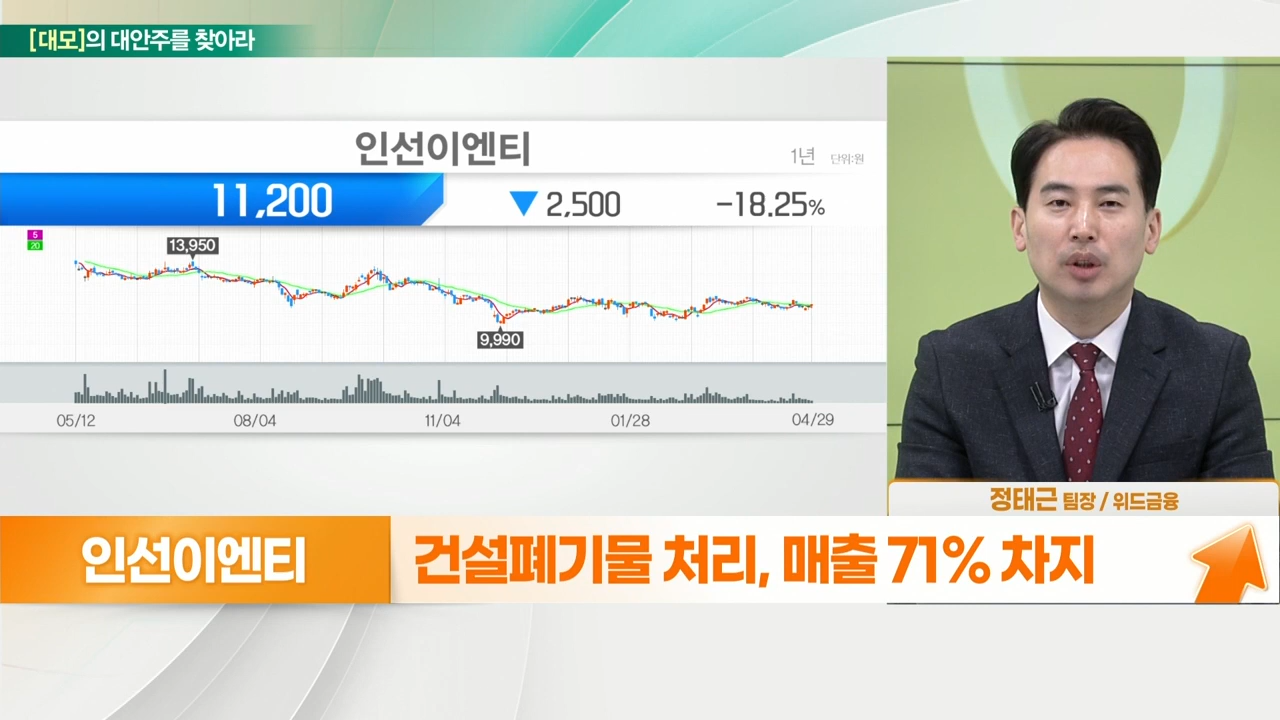 [대모]의 대안주를 찾아라
인선이엔티
1년 단위:원
11,200 ▼ 2,500 -18.25%
5
20
13,950
9,990
05/12 08/04 11/04 01/28 04/29
정태근 팀장 / 위드금융
인선이엔티 건설폐기물 처리, 매출 71% 차지